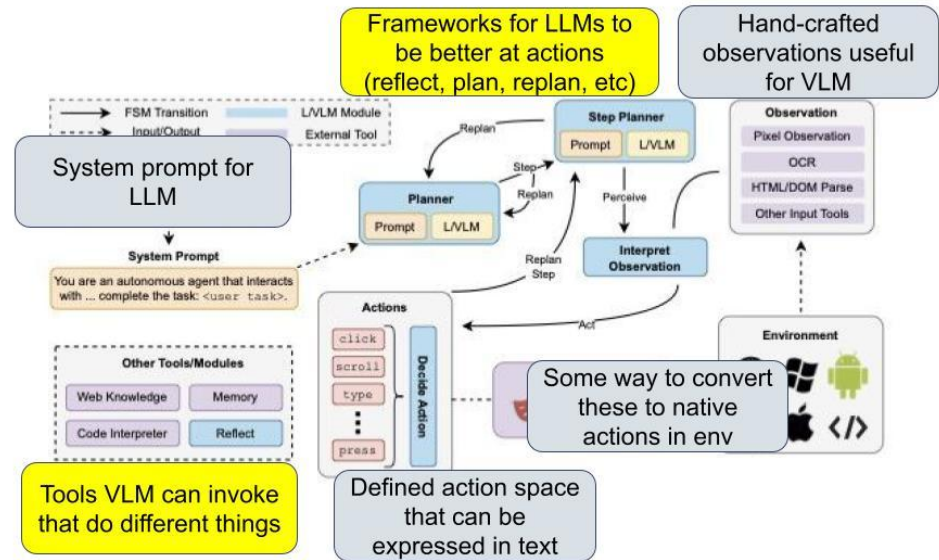 Frameworks for LLMs to
be better at actions
(reflect, plan, replan, etc)
Hand-crafted
observations useful
for VLM
FSM Transition
L/VLM Module
Input/Output
External Tool
System prompt for
LLM
System Prompt
You are an autonomous agent that interacts
with ... complete the task: <user task>.
Planner
Prompt
L/VLM
Replan
Step
Replan
Step Planner
Prompt
L/VLM
Perceive
Interpret
Observation
Replan
Step
Act
Observation
Pixel Observation
OCR
HTML/DOM Parse
Other Input Tools
Environment
</>
Actions
click
scroll
type
press
Decide Action
Some way to convert
these to native
actions in env
Other Tools/Modules
Web Knowledge
Memory
Code Interpreter
Reflect
Tools VLM can invoke
that do different things
Defined action space
that can be
expressed in text